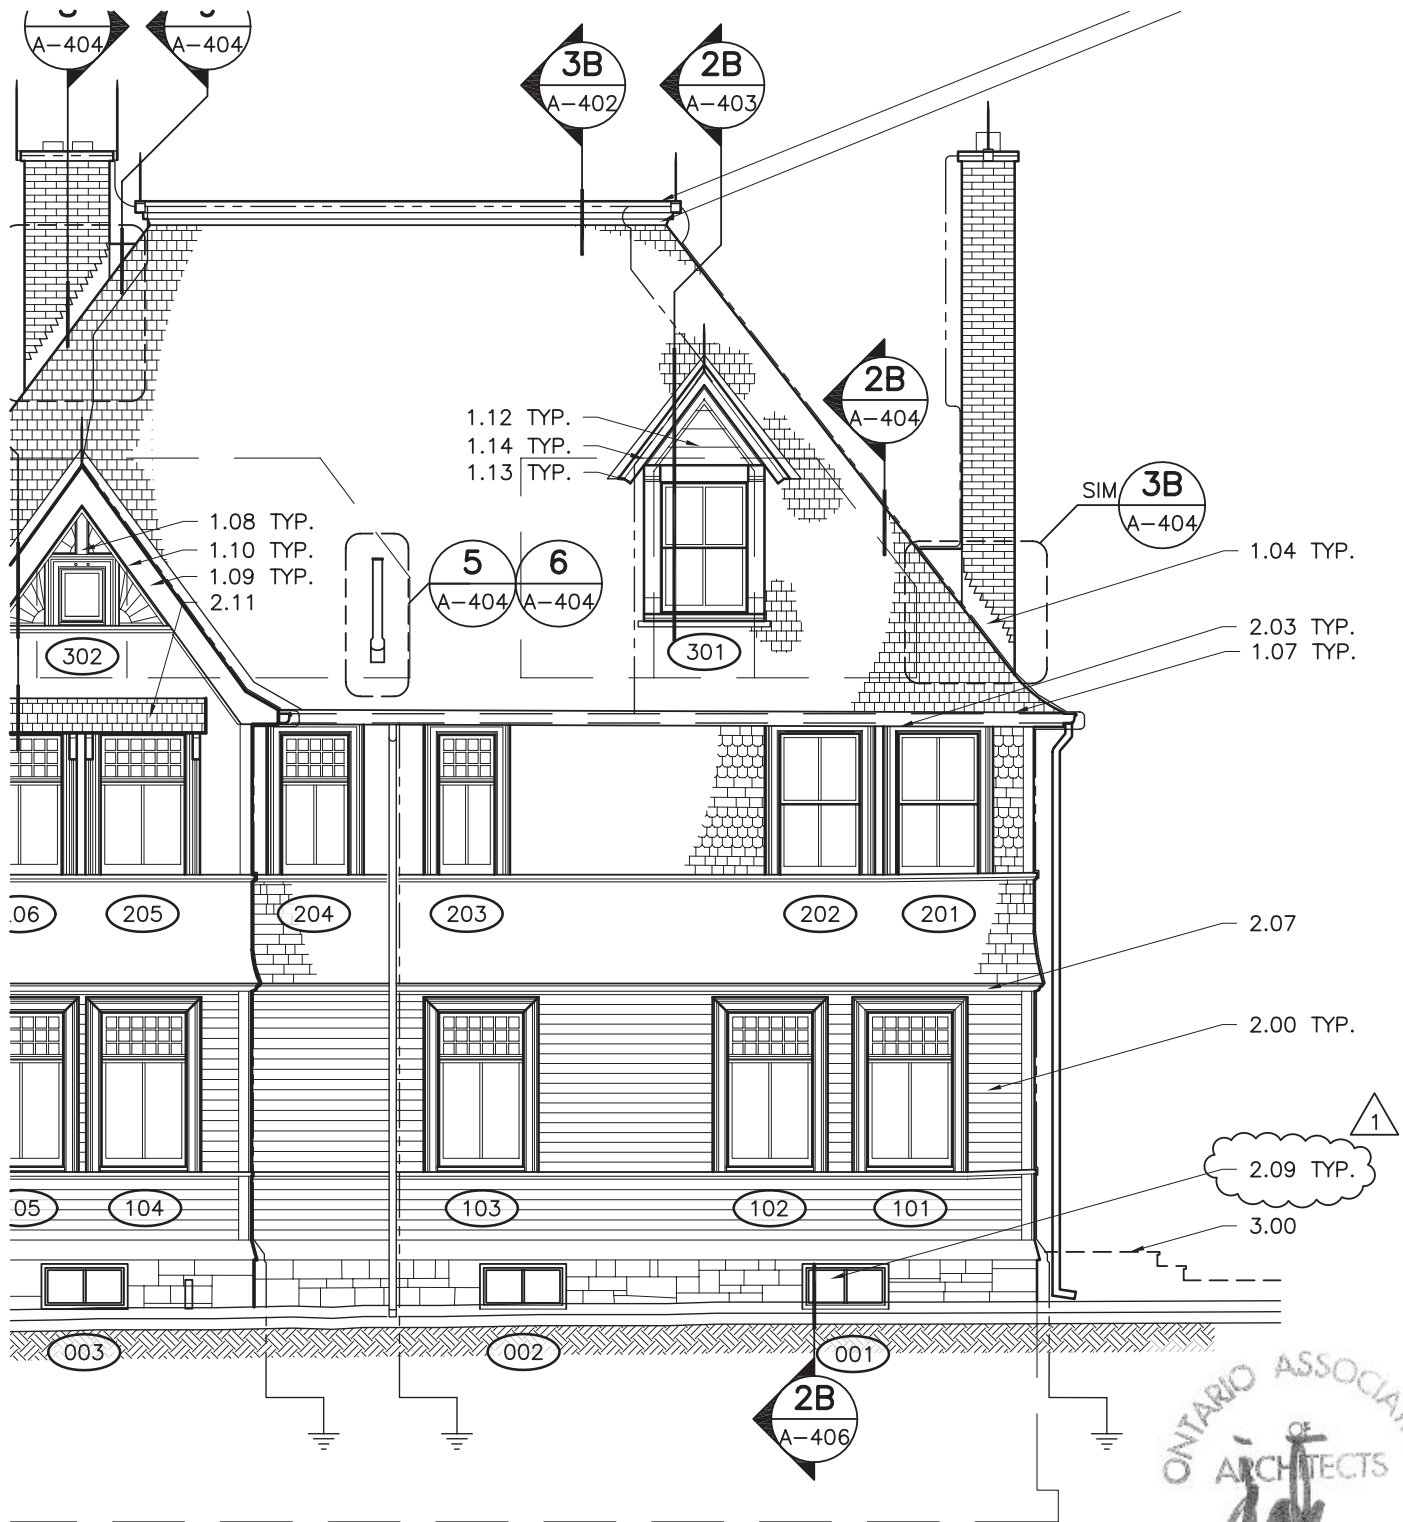 A-404
A-404
3B
A-402
2B
A-403
2B
A-404
1.12 TYP.
1.14 TYP.
1.13 TYP.
SIM
3B
A-404
1.08 TYP.
1.10 TYP.
1.09 TYP.
2.11
5
A-404
6
A-404
1.04 TYP.
2.03 TYP.
1.07 TYP.
302
301
205
204
203
202
201
2.07
2.00 TYP.
1
2.09 TYP.
3.00
104
103
102
101
003
002
001
2B
A-406
ONTARIO
OF
ARCHITECTS